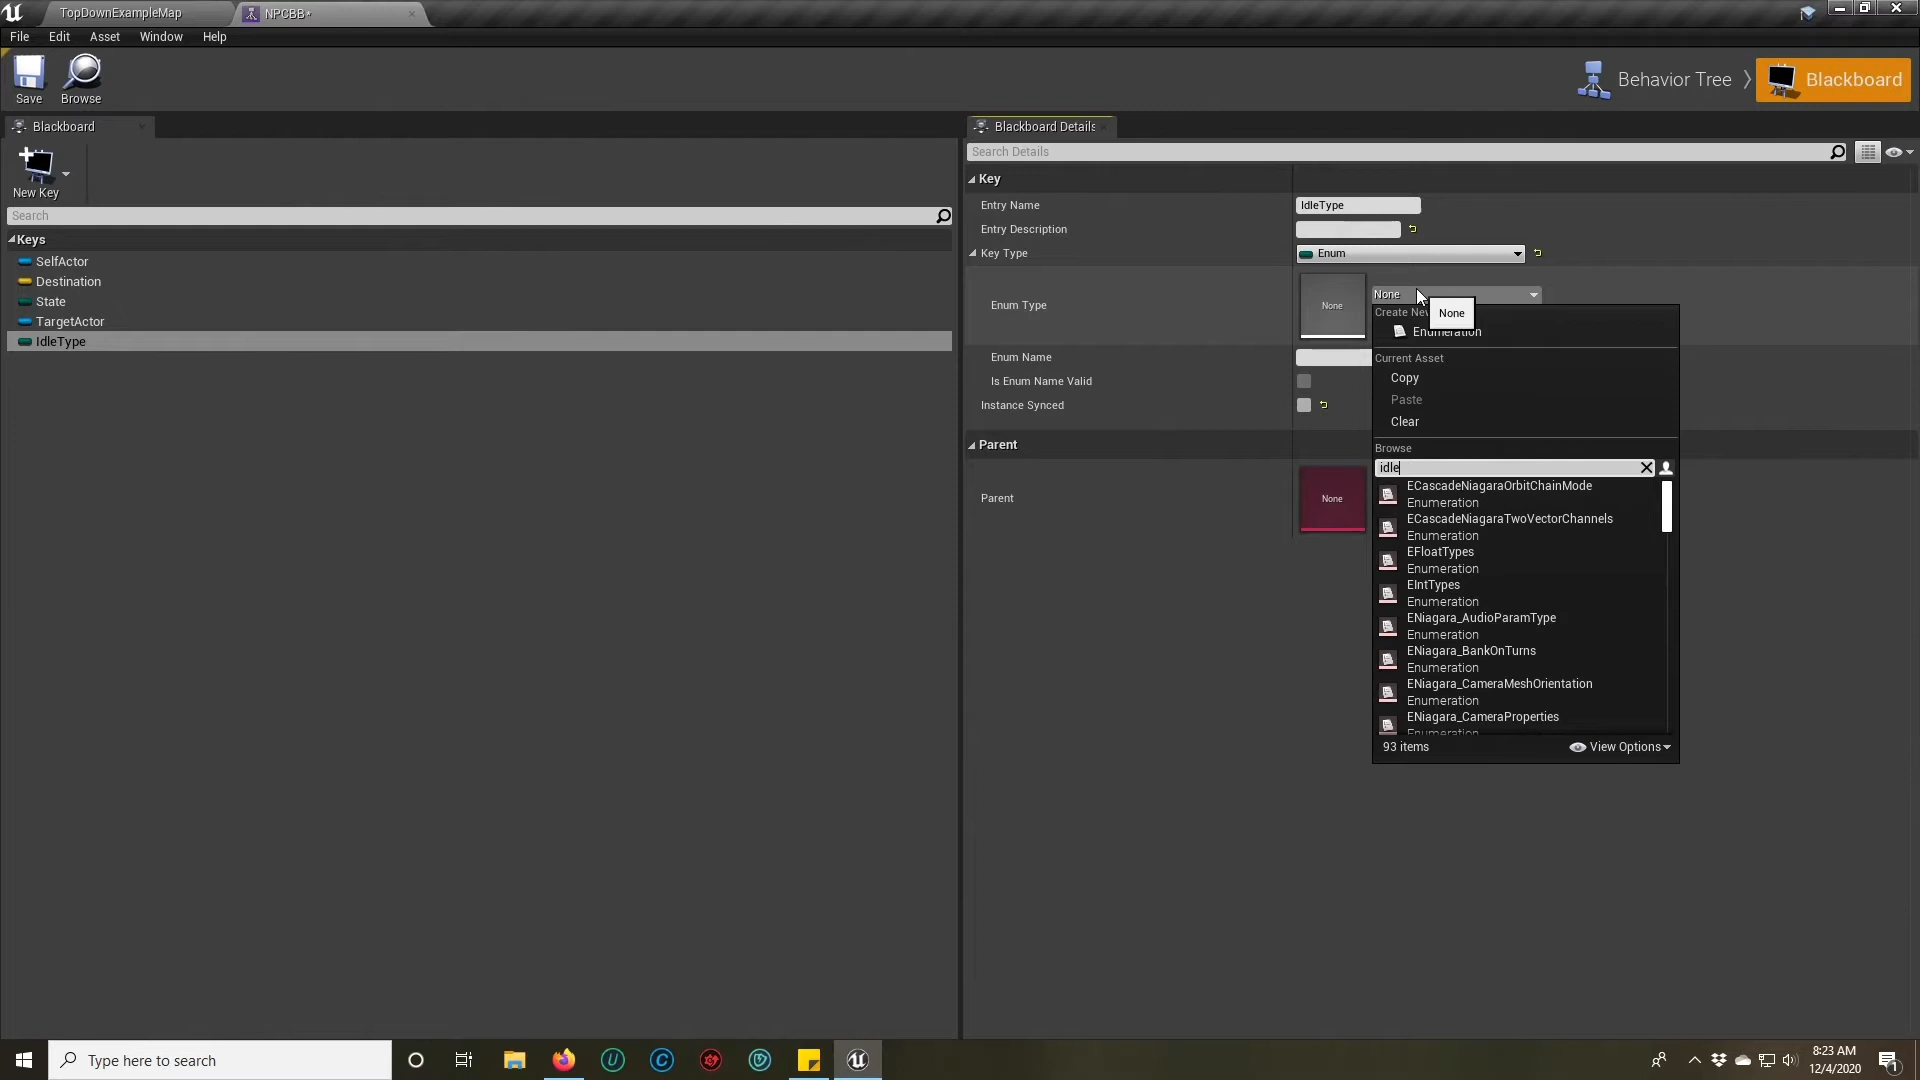 TopDownExampleMap
NPCBB*
File Edit Asset Window Help
Save
Browse
Behavior Tree
Blackboard
Blackboard
New Key
Search
Keys
SelfActor
Destination
State
TargetActor
IdleType
Blackboard Details
Search Details
Key
Entry Name
IdleType
Entry Description
Key Type
Enum
Enum Type
None
None
None
Create New
Enumeration
Enum Name
Is Enum Name Valid
Instance Synced
Parent
Parent
None
Current Asset
Copy
Paste
Clear
Browse
idle
ECascadeNiagaraOrbitChainMode
Enumeration
ECascadeNiagaraTwoVectorChannels
Enumeration
EFloatTypes
Enumeration
EIntTypes
Enumeration
ENiagara_AudioParamType
Enumeration
ENiagara_BankOnTurns
Enumeration
ENiagara_CameraMeshOrientation
Enumeration
ENiagara_CameraProperties
Enumeration
93 items
View Options
Type here to search
8:23 AM
12/4/2020
1